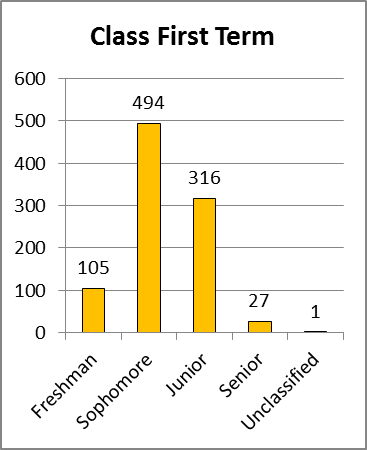 Class First Term
600
500
400
300
200
100
0
105
494
316
27
1
Freshman
Sophomore
Junior
Senior
Unclassified